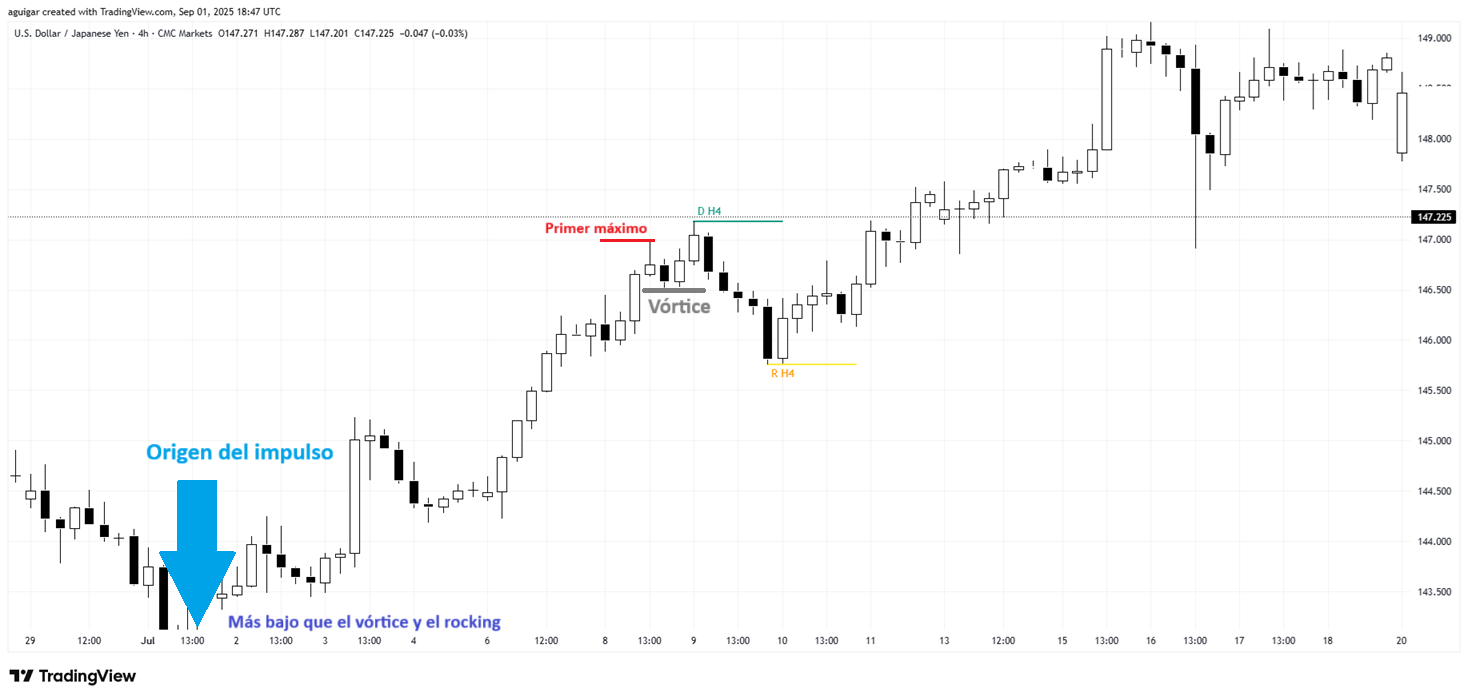 aguigar created with TradingView.com, Sep 01, 2025 18:47 UTC
U.S. Dollar / Japanese Yen · 4h · CMC Markets O147.271 H147.287 L147.201 C147.225 −0.047 (−0.03%)
149.000
148.000
147.500
147.225
147.000
146.500
146.000
145.500
145.000
144.500
144.000
143.500
D H4
Primer máximo
Vórtice
R H4
Origen del impulso
Más bajo que el vórtice y el rocking
29 12:00 Jul 13:00 2 13:00 3 13:00 4 6 12:00 8 13:00 9 13:00 10 13:00 11 13 12:00 15 13:00 16 13:00 17 13:00 18 20
TradingView